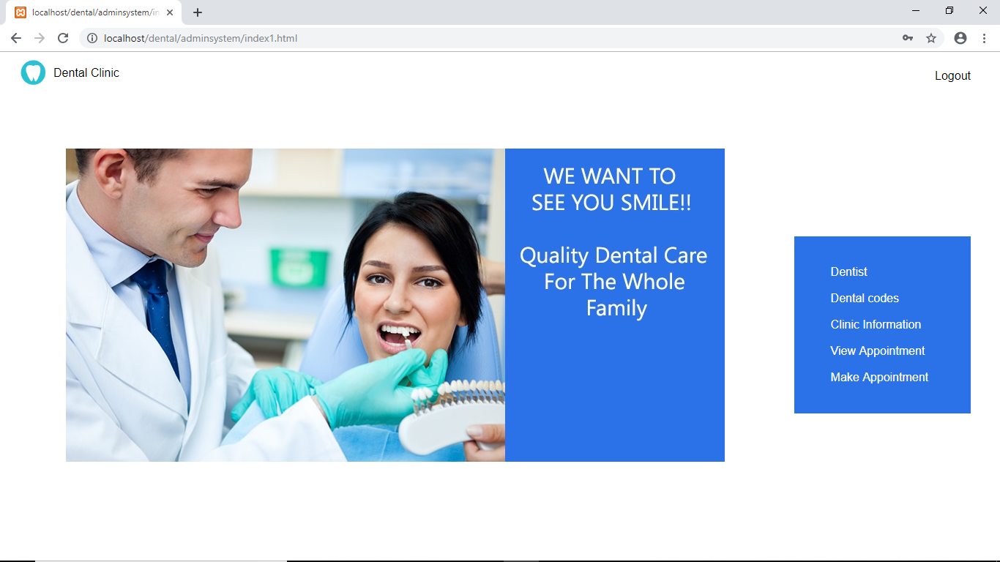 localhost/dental/adminsystem/in
localhost/dental/adminsystem/index1.html
Dental Clinic
Logout
WE WANT TO
SEE YOU SMILE!!
Quality Dental Care
For The Whole
Family
Dentist
Dental codes
Clinic Information
View Appointment
Make Appointment